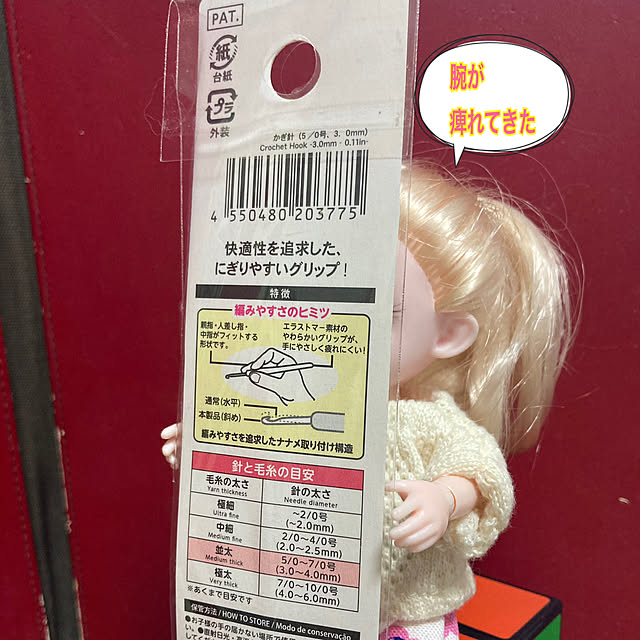 PAT.
紙
台紙
プラ
外装
腕が
痺れてきた
かぎ針 (5/0号、3.0mm)
Crochet Hook -3.0mm・0.11in-
4 550480 203775
快適性を追求した、
にぎりやすいグリップ!
特徴
編みやすさのヒミツ
親指・人差し指・
中指がフィットする
形状です。
エラストマー素材の
やわらかいグリップが、
手にやさしく疲れにくい!
通常(水平)
本製品(斜め)
編みやすさを追求したナナメ取り付け構造
針と毛糸の目安
毛糸の太さ 針の太さ
Yarn thickness Needle diameter
極細 ~2/0号
Ultra fine (~2.0mm)
中細 2/0~4/0号
Medium fine (2.0~2.5mm)
並太 5/0~7/0号
Medium thick (3.0~4.0mm)
極太 7/0~10/0号
Very thick (4.0~6.0mm)
※あくまで目安です
保管方法 / HOW TO STORE / Modo de conservação
●お子様の手の届かない場所で
い。●直射日光・高